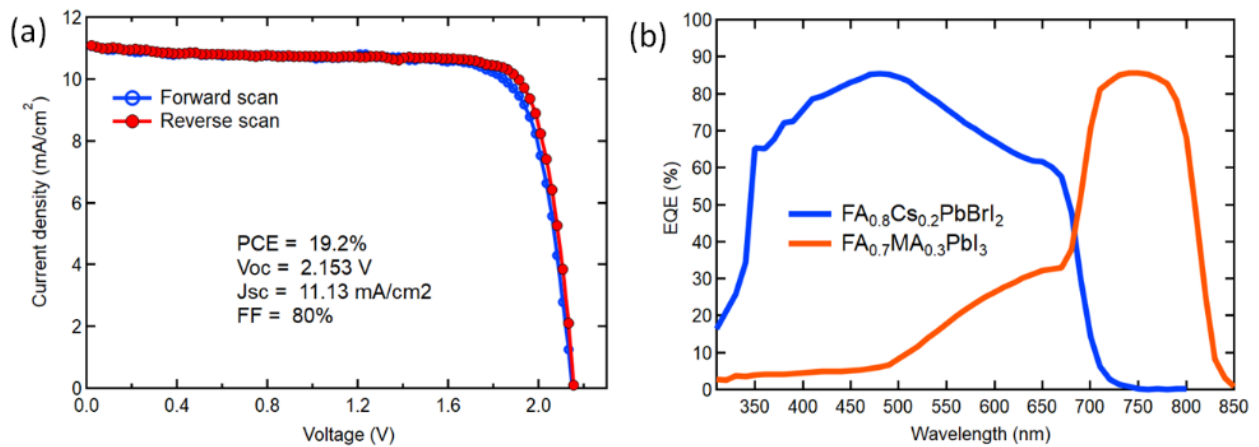 (a)
12
10
8
6
4
2
0
Current density (mA/cm²)
Forward scan
Reverse scan
PCE = 19.2%
Voc = 2.153 V
Jsc = 11.13 mA/cm2
FF = 80%
0.0 0.4 0.8 1.2 1.6 2.0
Voltage (V)
(b)
100
90
80
70
60
50
40
30
20
10
0
EQE (%)
FA₀.₈Cs₀.₂PbBrI₂
FA₀.₇MA₀.₃PbI₃
350 400 450 500 550 600 650 700 750 800 850
Wavelength (nm)